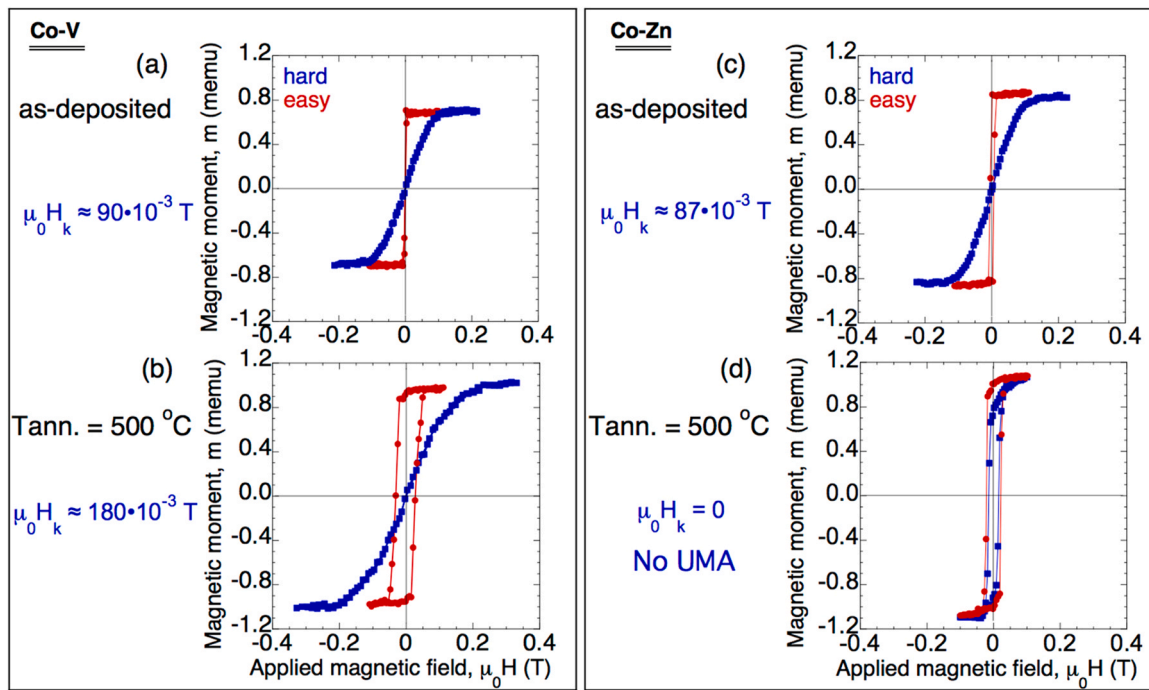 Co-V
(a)
as-deposited
μ₀Hₖ ≈ 90•10⁻³ T
hard
easy
Magnetic moment, m (memu)
1.2
0.8
0.4
0.0
-0.4
-0.8
-1.2
-0.4 -0.2 0 0.2 0.4
(b)
Tann. = 500 °C
μ₀Hₖ ≈ 180•10⁻³ T
Magnetic moment, m (memu)
1.2
0.8
0.4
0.0
-0.4
-0.8
-1.2
-0.4 -0.2 0 0.2 0.4
Applied magnetic field, μ₀H (T)
Co-Zn
(c)
as-deposited
μ₀Hₖ ≈ 87•10⁻³ T
hard
easy
Magnetic moment, m (memu)
1.2
0.8
0.4
0.0
-0.4
-0.8
-1.2
-0.4 -0.2 0 0.2 0.4
(d)
Tann. = 500 °C
μ₀Hₖ = 0
No UMA
Magnetic moment, m (memu)
1.2
0.8
0.4
0.0
-0.4
-0.8
-1.2
-0.4 -0.2 0 0.2 0.4
Applied magnetic field, μ₀H (T)